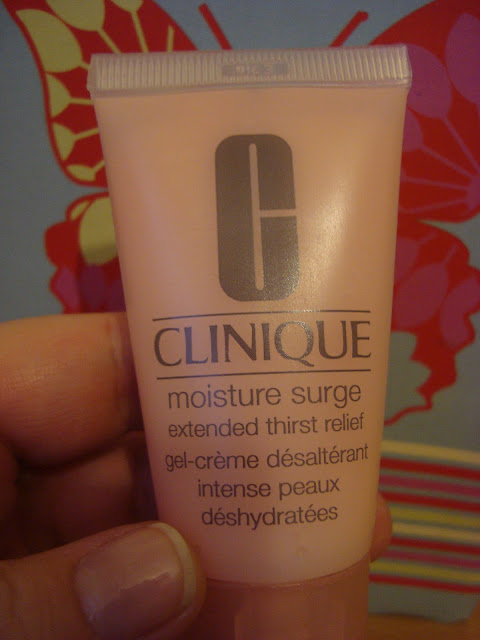 C
CLINIQUE
moisture surge
extended thirst relief
gel-crème désaltérant
intense peaux
déshydratées